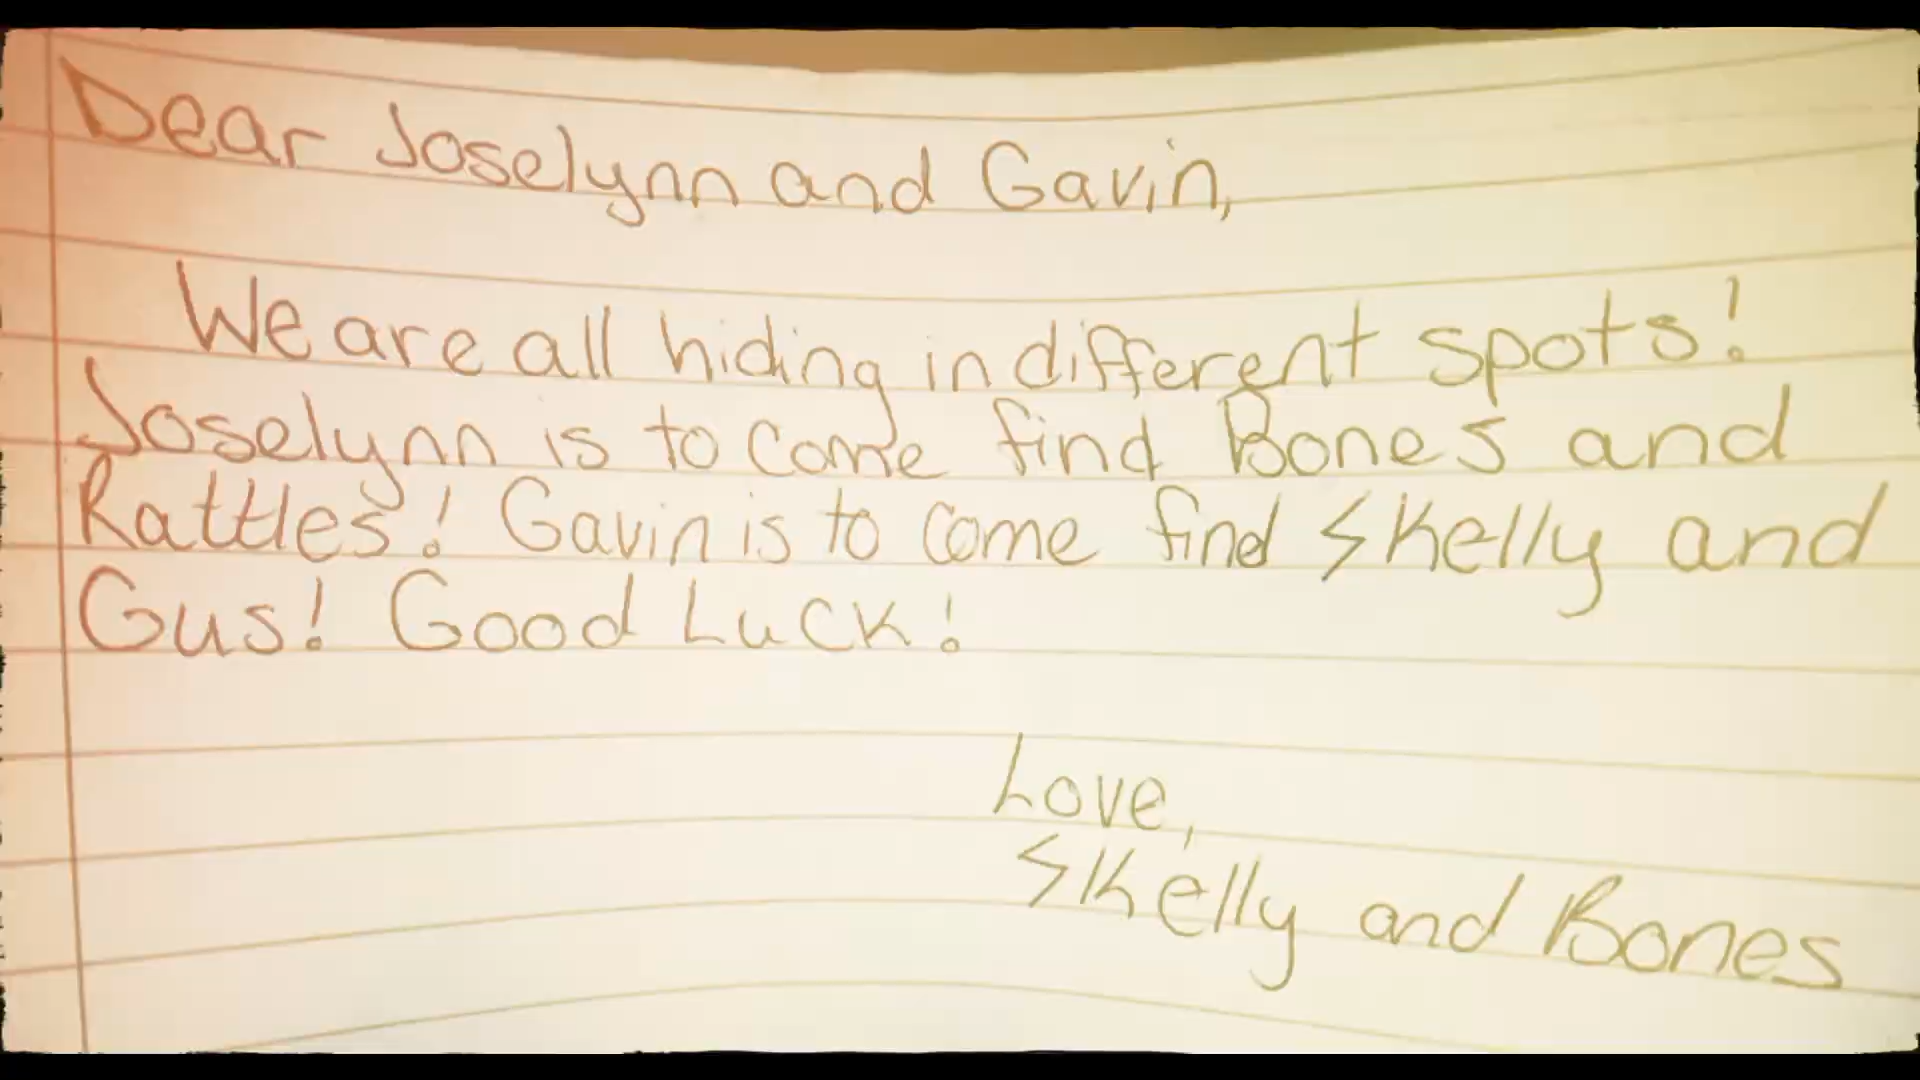 Dear Joselynn and Gavin,
We are all hiding in different spots!
Joselynn is to come find Bones and
Rattles! Gavin is to come find Skelly and
Gus! Good Luck!
Love,
Skelly and Bones